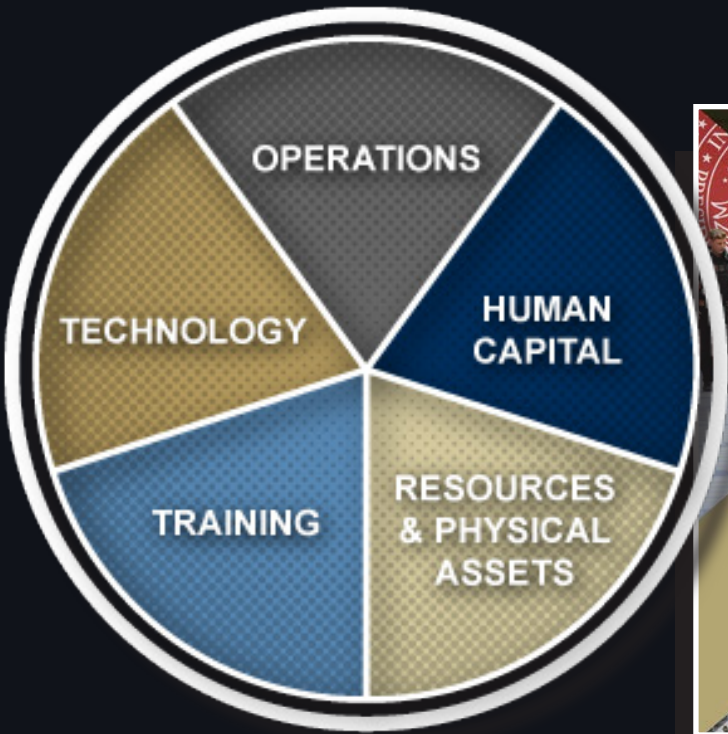 OPERATIONS
HUMAN
CAPITAL
RESOURCES
& PHYSICAL
ASSETS
TRAINING
TECHNOLOGY